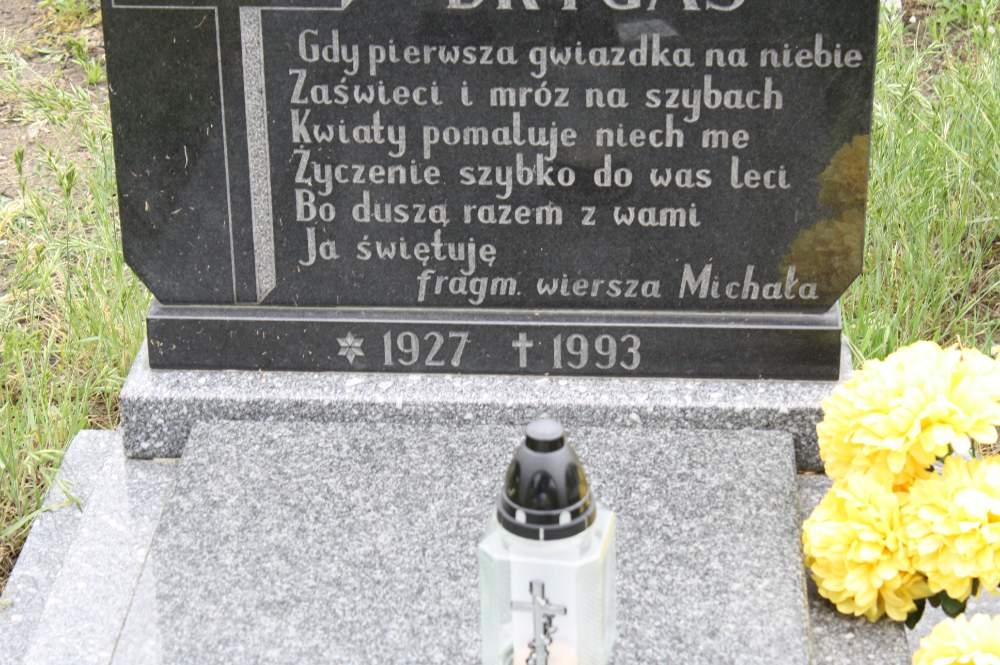 DRYGAS
Gdy pierwsza gwiazdka na niebie
Zaświeci i mróz na szybach
Kwiaty pomaluje niech me
Życzenie szybko do was leci
Bo duszą razem z wami
Ja świętuję
fragm. wiersza Michała
* 1927 † 1993